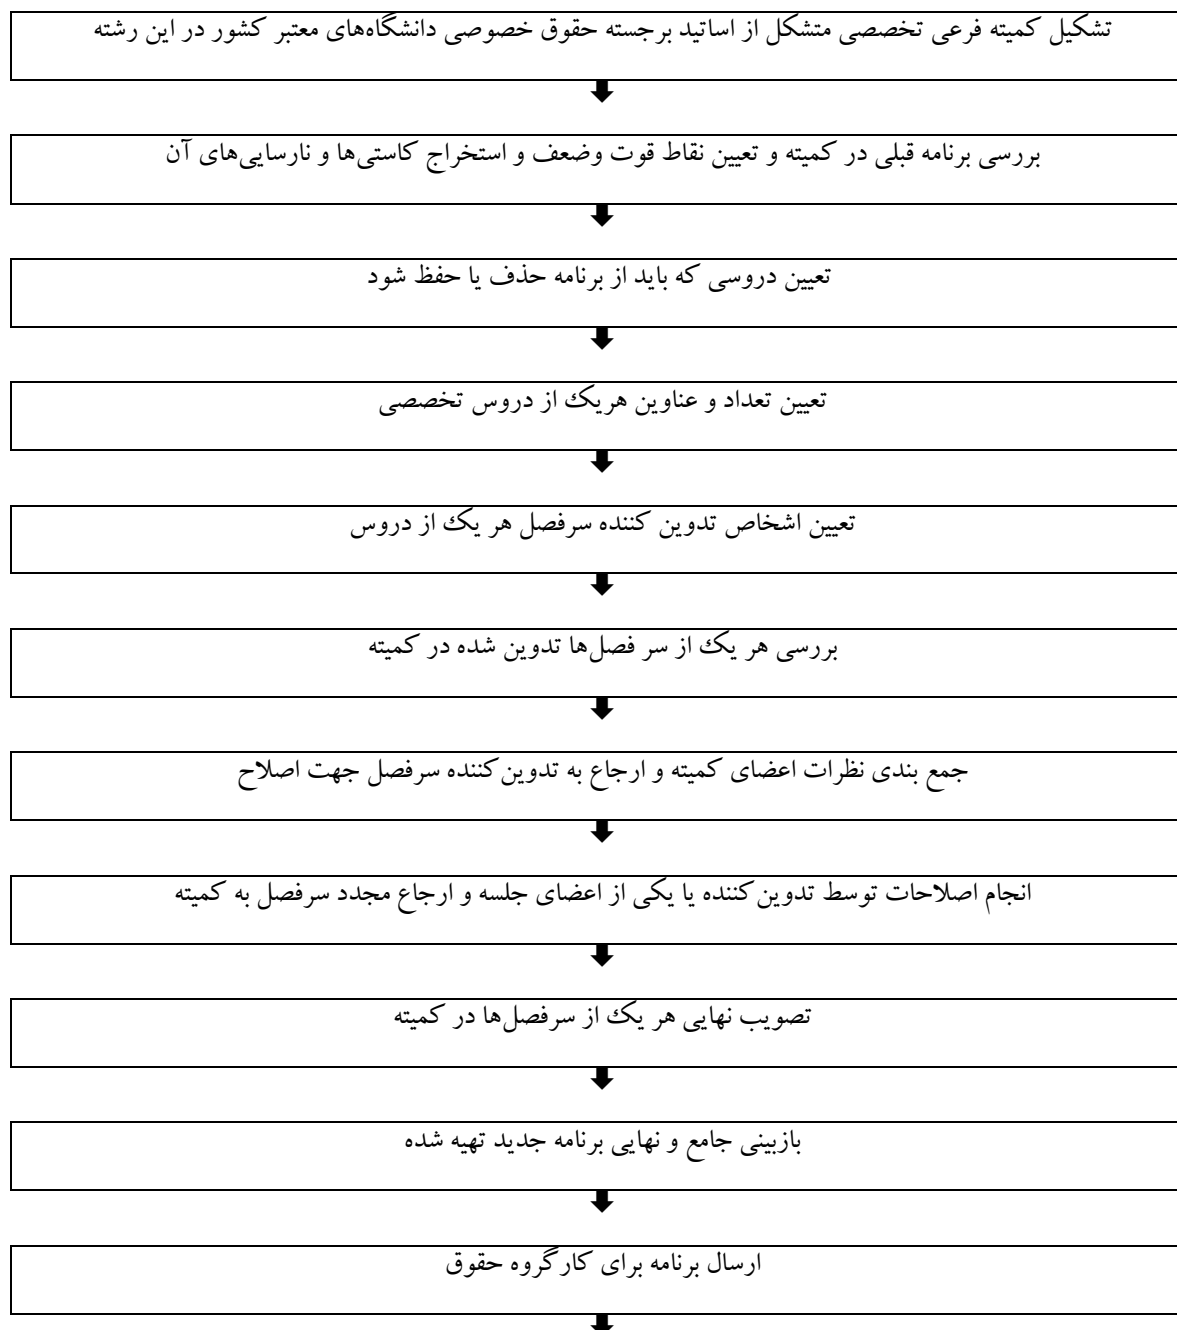 تشکیل کمیته فرعی تخصصی متشکل از اساتید برجسته حقوق خصوصی دانشگاه‌های معتبر کشور در این رشته
بررسی برنامه قبلی در کمیته و تعیین نقاط قوت وضعف و استخراج کاستی‌ها و نارسایی‌های آن
تعیین دروسی که باید از برنامه حذف یا حفظ شود
تعیین تعداد و عناوین هریک از دروس تخصصی
تعیین اشخاص تدوین کننده سرفصل هر یک از دروس
بررسی هر یک از سر فصل‌ها تدوین شده در کمیته
جمع بندی نظرات اعضای کمیته و ارجاع به تدوین‌کننده سرفصل جهت اصلاح
انجام اصلاحات توسط تدوین‌کننده یا یکی از اعضای جلسه و ارجاع مجدد سرفصل به کمیته
تصویب نهایی هر یک از سرفصل‌ها در کمیته
بازبینی جامع و نهایی برنامه جدید تهیه شده
ارسال برنامه برای کارگروه حقوق